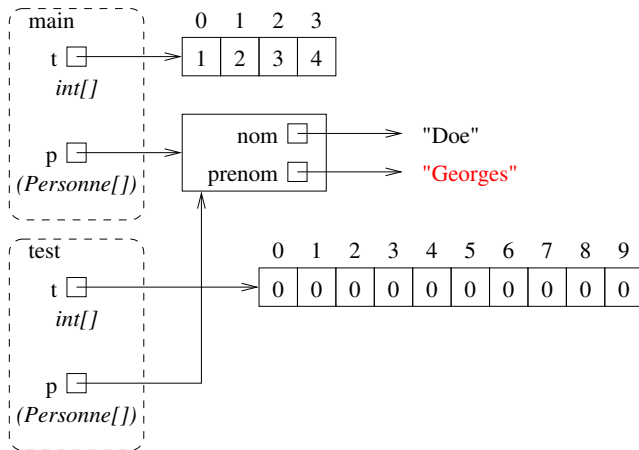 main
0 1 2 3
t
1 2 3 4
int[]
nom "Doe"
p
prenom "Georges"
(Personne[])
test
0 1 2 3 4 5 6 7 8 9
t
0 0 0 0 0 0 0 0 0 0
int[]
p
(Personne[])